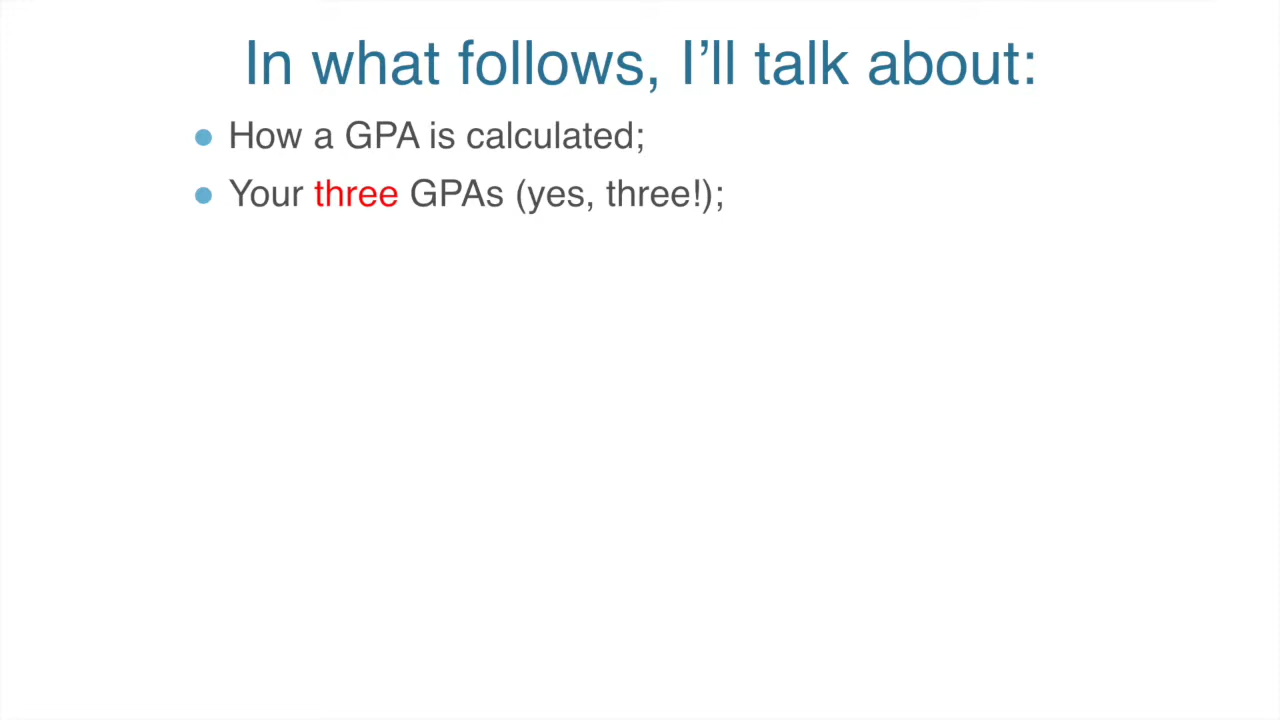 In what follows, I’ll talk about:
How a GPA is calculated;
Your three GPAs (yes, three!);